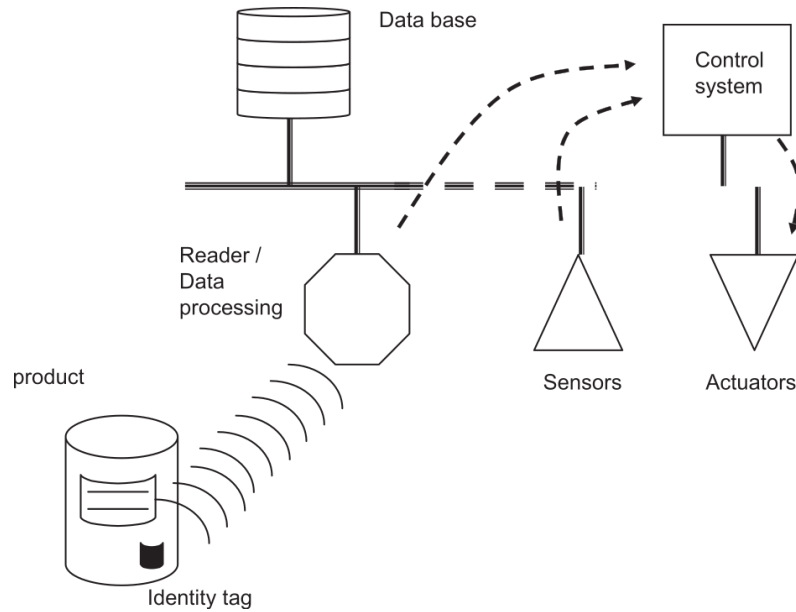 Data base
Control
system
Reader /
Data
processing
product
Sensors
Actuators
Identity tag